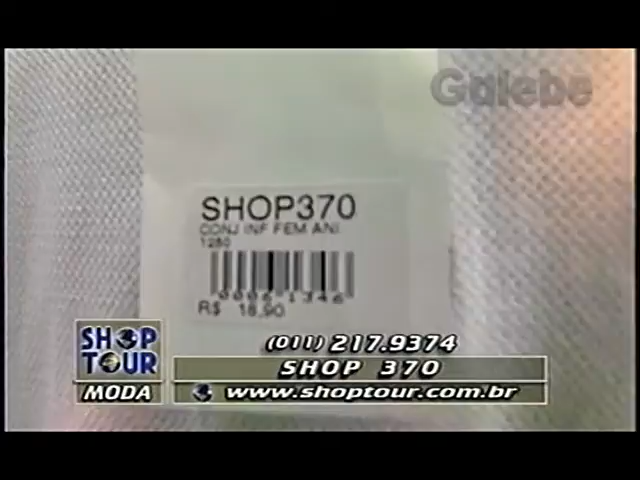 Galebe
SHOP370
CONJ INF FEM ANI
1280
00061346
R$ 18,90
SHOP TOUR
MODA
(011) 217.9374
SHOP 370
www.shoptour.com.br